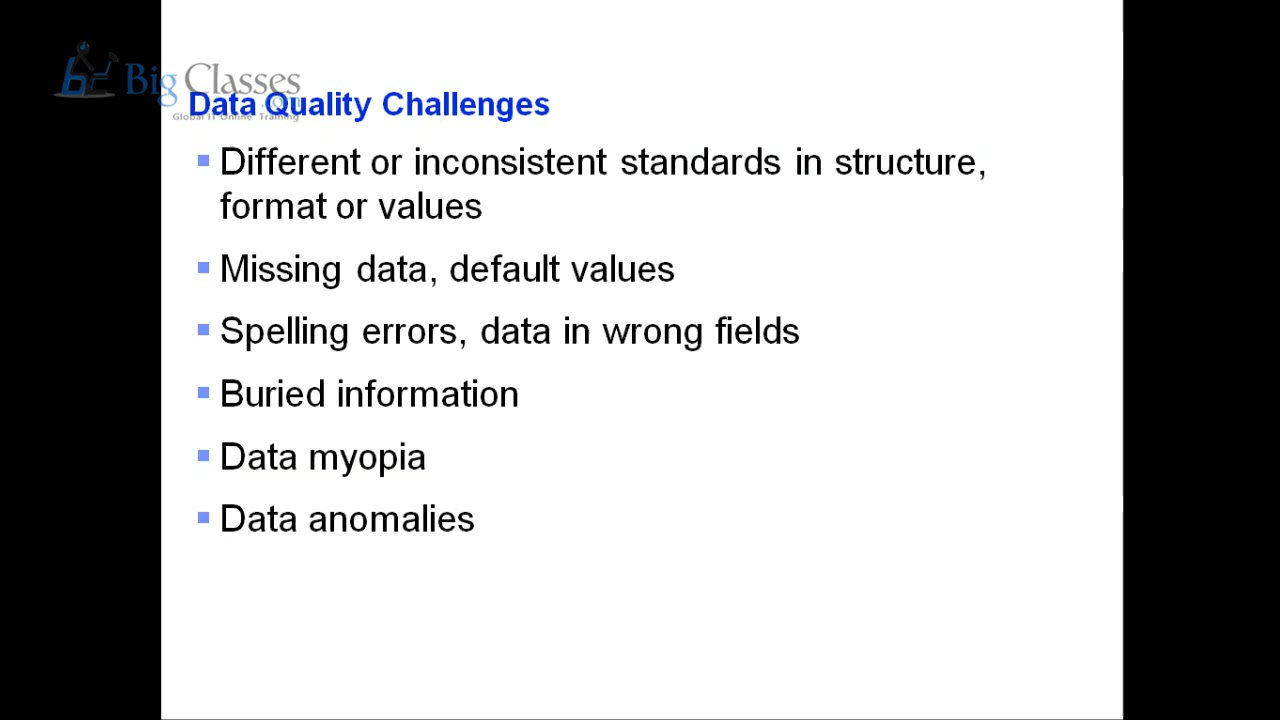 Big Classes
.com
Global IT Online Training
Data Quality Challenges
Different or inconsistent standards in structure,
format or values
Missing data, default values
Spelling errors, data in wrong fields
Buried information
Data myopia
Data anomalies